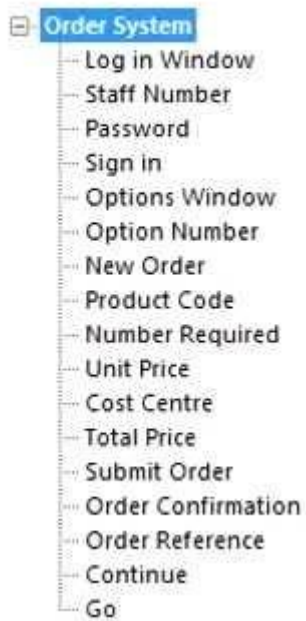 Order System
Log in Window
Staff Number
Password
Sign in
Options Window
Option Number
New Order
Product Code
Number Required
Unit Price
Cost Centre
Total Price
Submit Order
Order Confirmation
Order Reference
Continue
Go